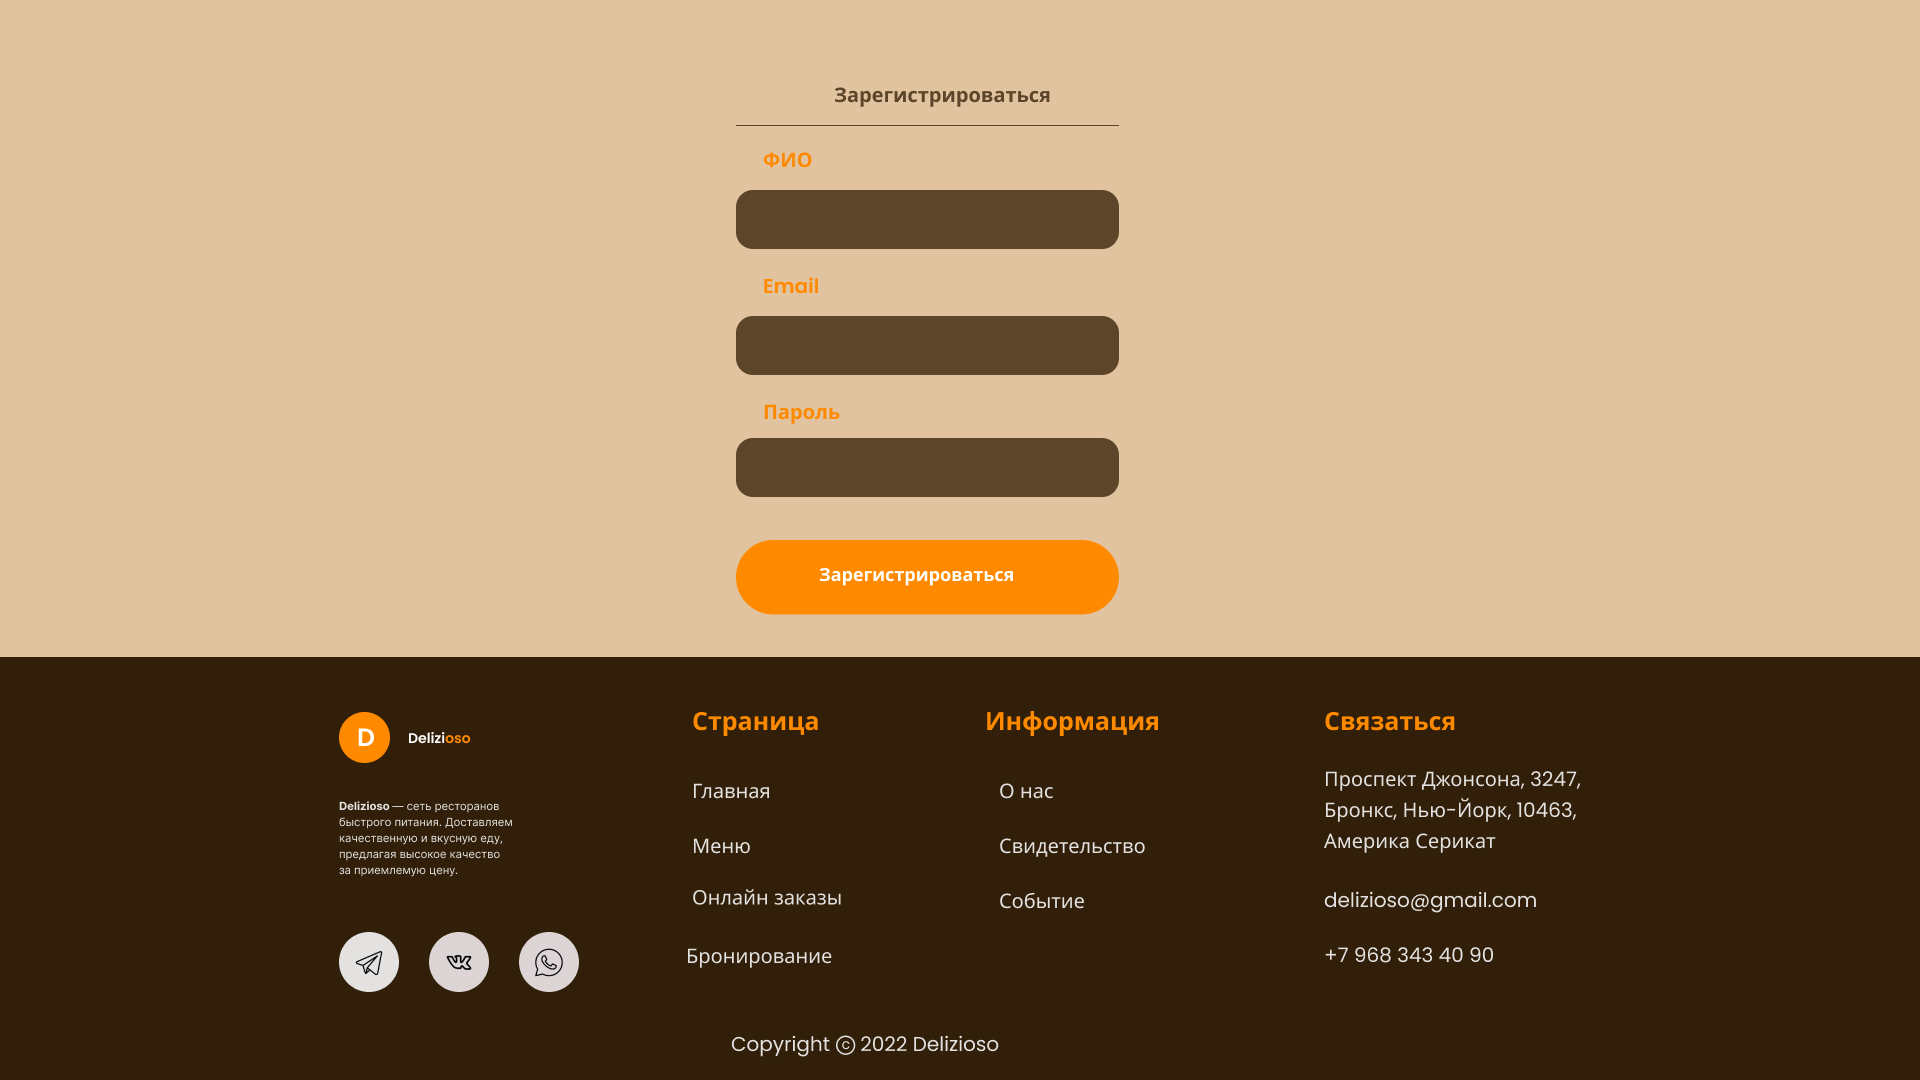 Зарегистрироваться
ФИО
Email
Пароль
Зарегистрироваться
D
Delizioso
Delizioso — сеть ресторанов
быстрого питания. Доставляем
качественную и вкусную еду,
предлагая высокое качество
за приемлемую цену.
Страница
Главная
Меню
Онлайн заказы
Бронирование
Информация
О нас
Свидетельство
Событие
Связаться
Проспект Джонсона, 3247,
Бронкс, Нью-Йорк, 10463,
Америка Серикат
delizioso@gmail.com
+7 968 343 40 90
Copyright ⓒ 2022 Delizioso